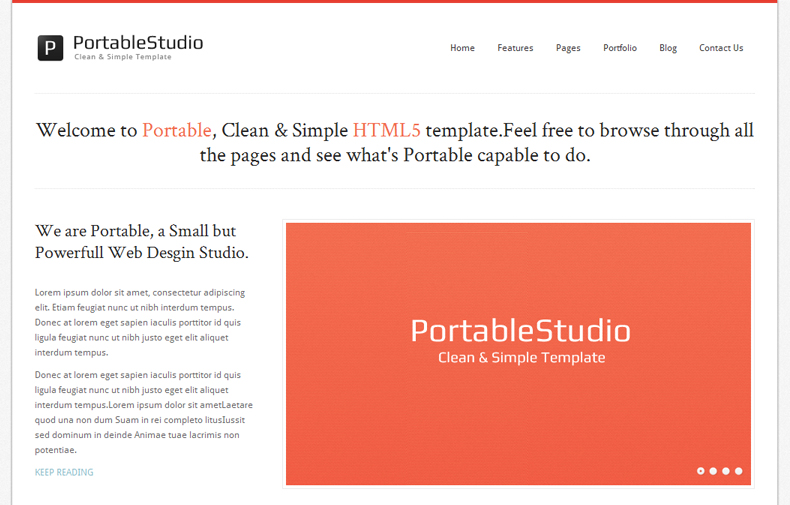 P PortableStudio
Clean & Simple Template
Home Features Pages Portfolio Blog Contact Us
Welcome to Portable, Clean & Simple HTML5 template.Feel free to browse through all
the pages and see what's Portable capable to do.
We are Portable, a Small but
Powerfull Web Desgin Studio.
Lorem ipsum dolor sit amet, consectetur adipiscing
elit. Etiam feugiat nunc ut nibh interdum tempus.
Donec at lorem eget sapien iaculis porttitor id quis
ligula feugiat nunc ut nibh justo eget elit aliquet
interdum tempus.
Donec at lorem eget sapien iaculis porttitor id quis
ligula feugiat nunc ut nibh justo eget elit aliquet
interdum tempus.Lorem ipsum dolor sit ametLaetare
quod una non dum Suam in rei completo litusIussit
sed dominum in deinde Animae tuae lacrimis non
potentiae.
KEEP READING
PortableStudio
Clean & Simple Template